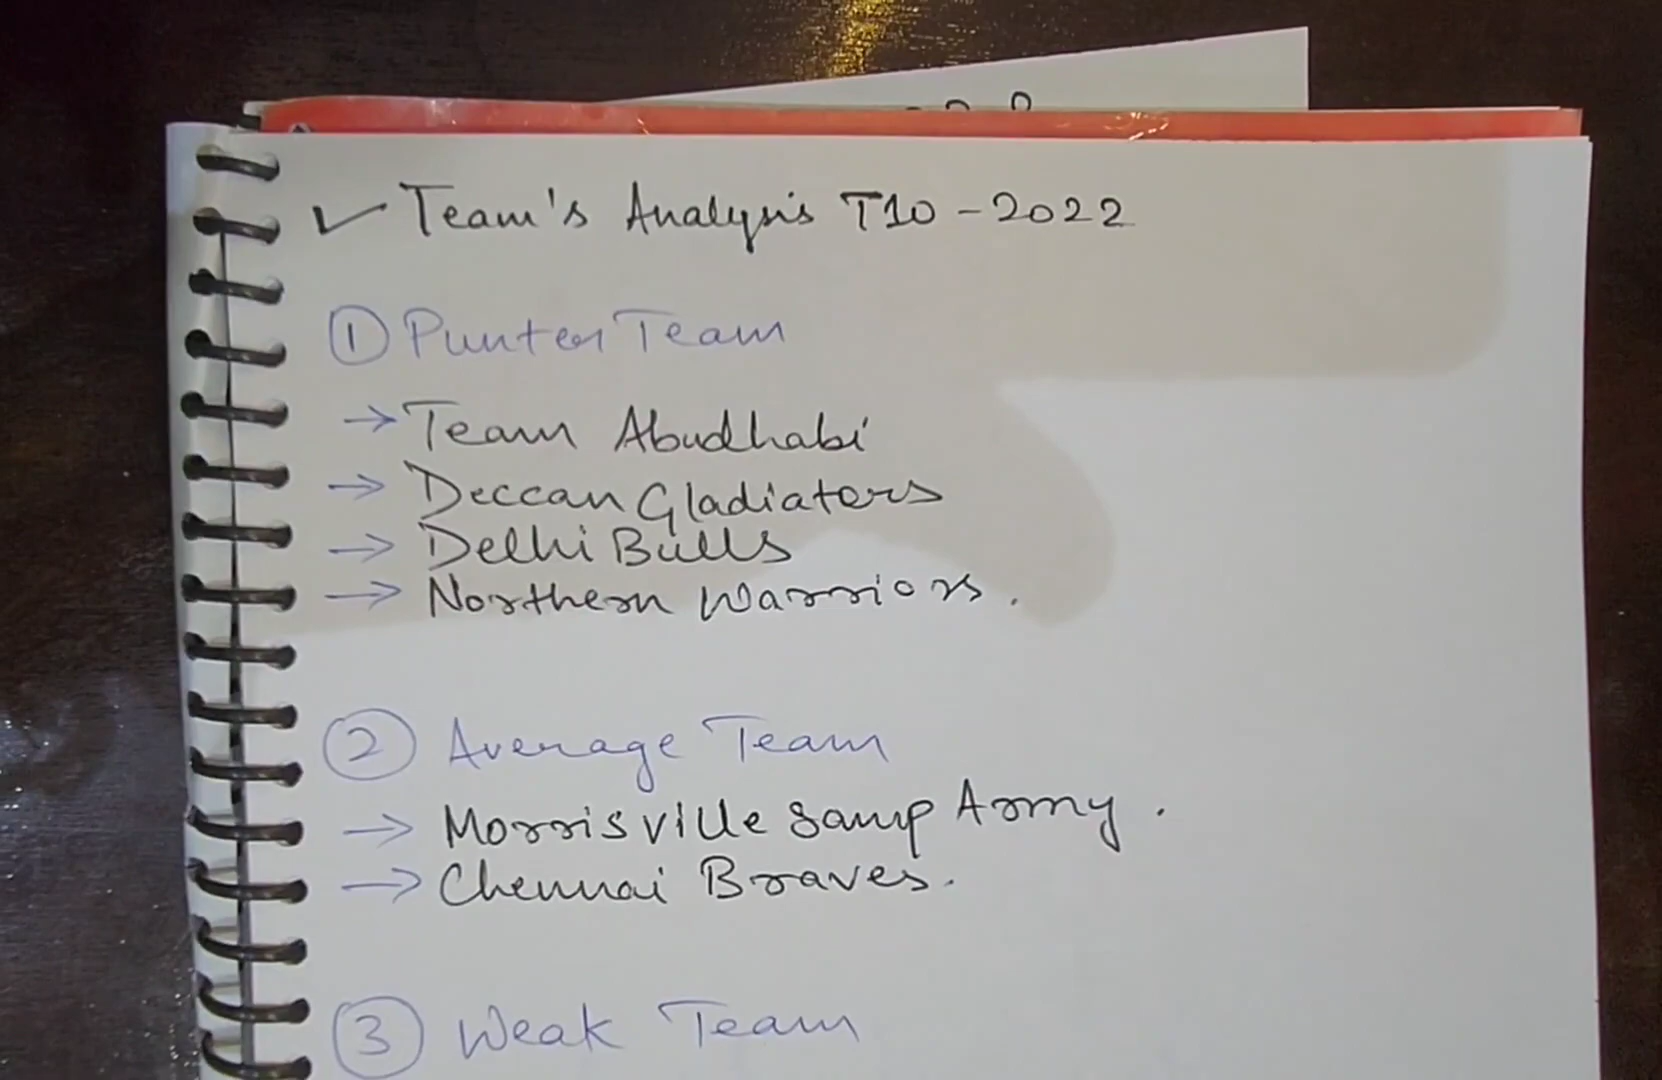 ✓ Team's Analysis T10 - 2022
① Punter Team
→ Team Abudhabi
→ Deccan Gladiators
→ Delhi Bulls
→ Northern Warriors.
② Average Team
→ Morrisville Samp Army.
→ Chennai Braves.
③ Weak Team